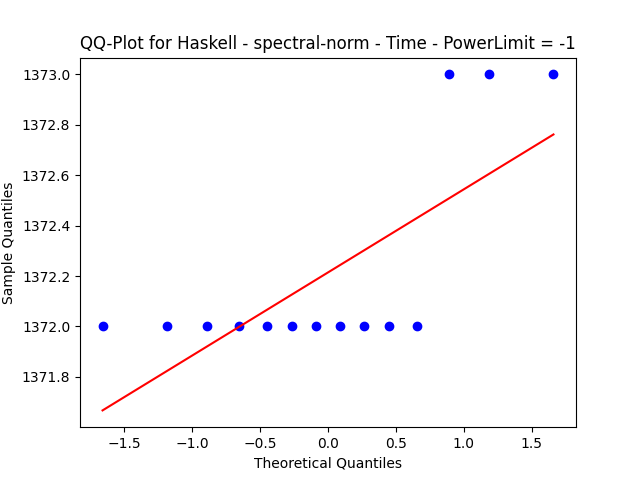 QQ-Plot for Haskell - spectral-norm - Time - PowerLimit = -1
1373.0
1372.8
1372.6
1372.4
1372.2
1372.0
1371.8
Sample Quantiles
−1.5 −1.0 −0.5 0.0 0.5 1.0 1.5
Theoretical Quantiles